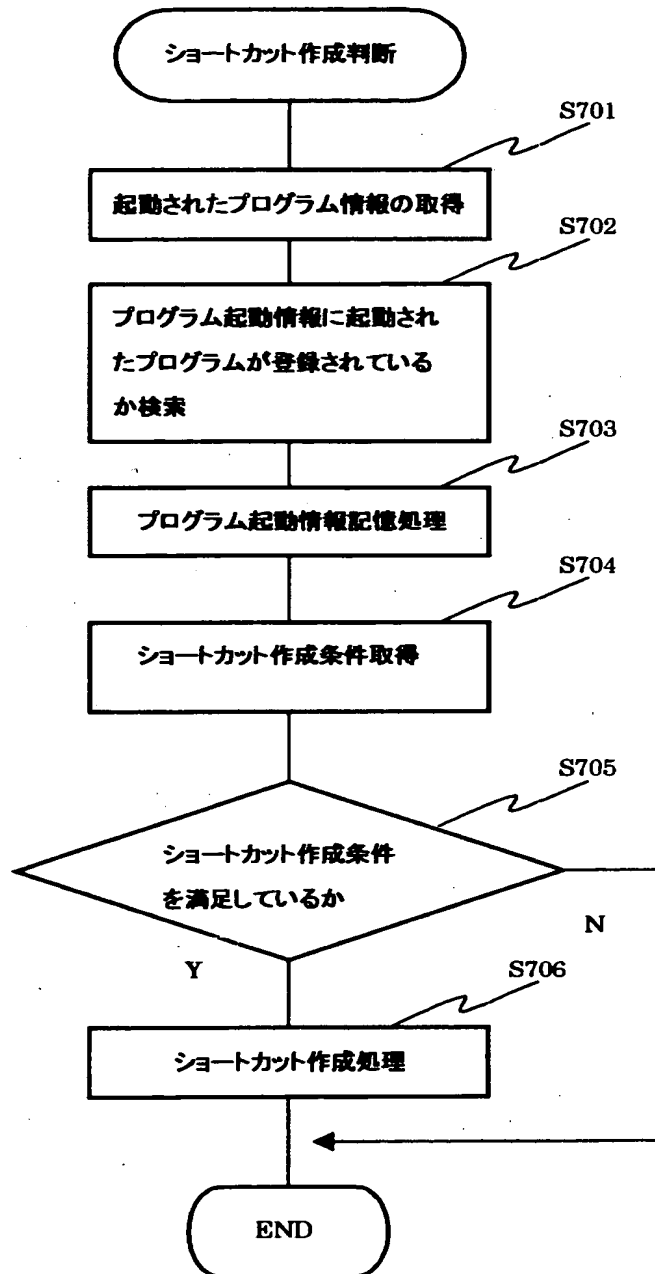 ショートカット作成判断
S701
起動されたプログラム情報の取得
S702
プログラム起動情報に起動され
たプログラムが登録されている
か検索
S703
プログラム起動情報記憶処理
S704
ショートカット作成条件取得
S705
ショートカット作成条件
を満足しているか
N
Y
S706
ショートカット作成処理
END